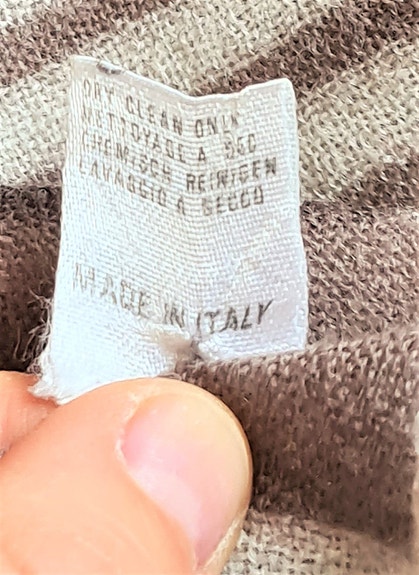 DRY CLEAN ONLY
NETTOYAGE A SEC
CHEMISCH REINIGEN
LAVAGGIO A SECCO
MADE IN ITALY